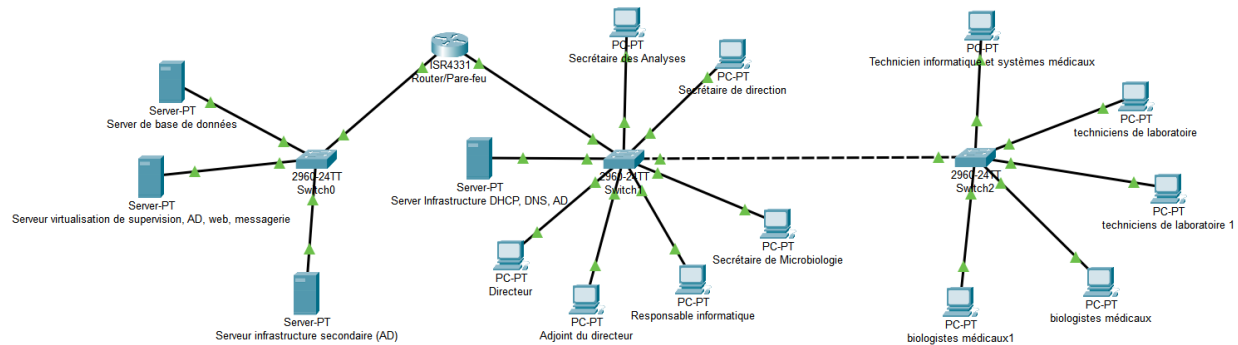 ISR4331
Router/Pare-feu
PC-PT
Secrétaire des Analyses
PC-PT
Secrétaire de direction
PC-PT
Technicien informatique et systèmes médicaux
Server-PT
Server de base de données
PC-PT
techniciens de laboratoire
2960-24TT
Switch0
2960-24TT
Switch1
2960-24TT
Switch2
Server-PT
Serveur virtualisation de supervision, AD, web, messagerie
Server-PT
Server Infrastructure DHCP, DNS, AD
PC-PT
techniciens de laboratoire 1
PC-PT
Secrétaire de Microbiologie
PC-PT
Directeur
PC-PT
Responsable informatique
PC-PT
biologistes médicaux
Server-PT
Serveur infrastructure secondaire (AD)
PC-PT
Adjoint du directeur
PC-PT
biologistes médicaux1